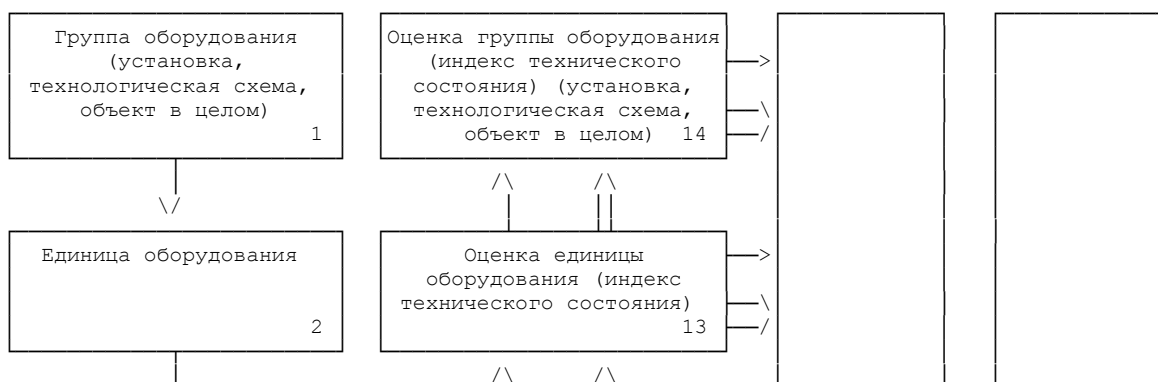 Группа оборудования
(установка,
технологическая схема,
объект в целом)
1
Оценка группы оборудования
(индекс технического
состояния) (установка,
технологическая схема,
объект в целом) 14
Единица оборудования
2
Оценка единицы
оборудования (индекс
технического состояния)
13